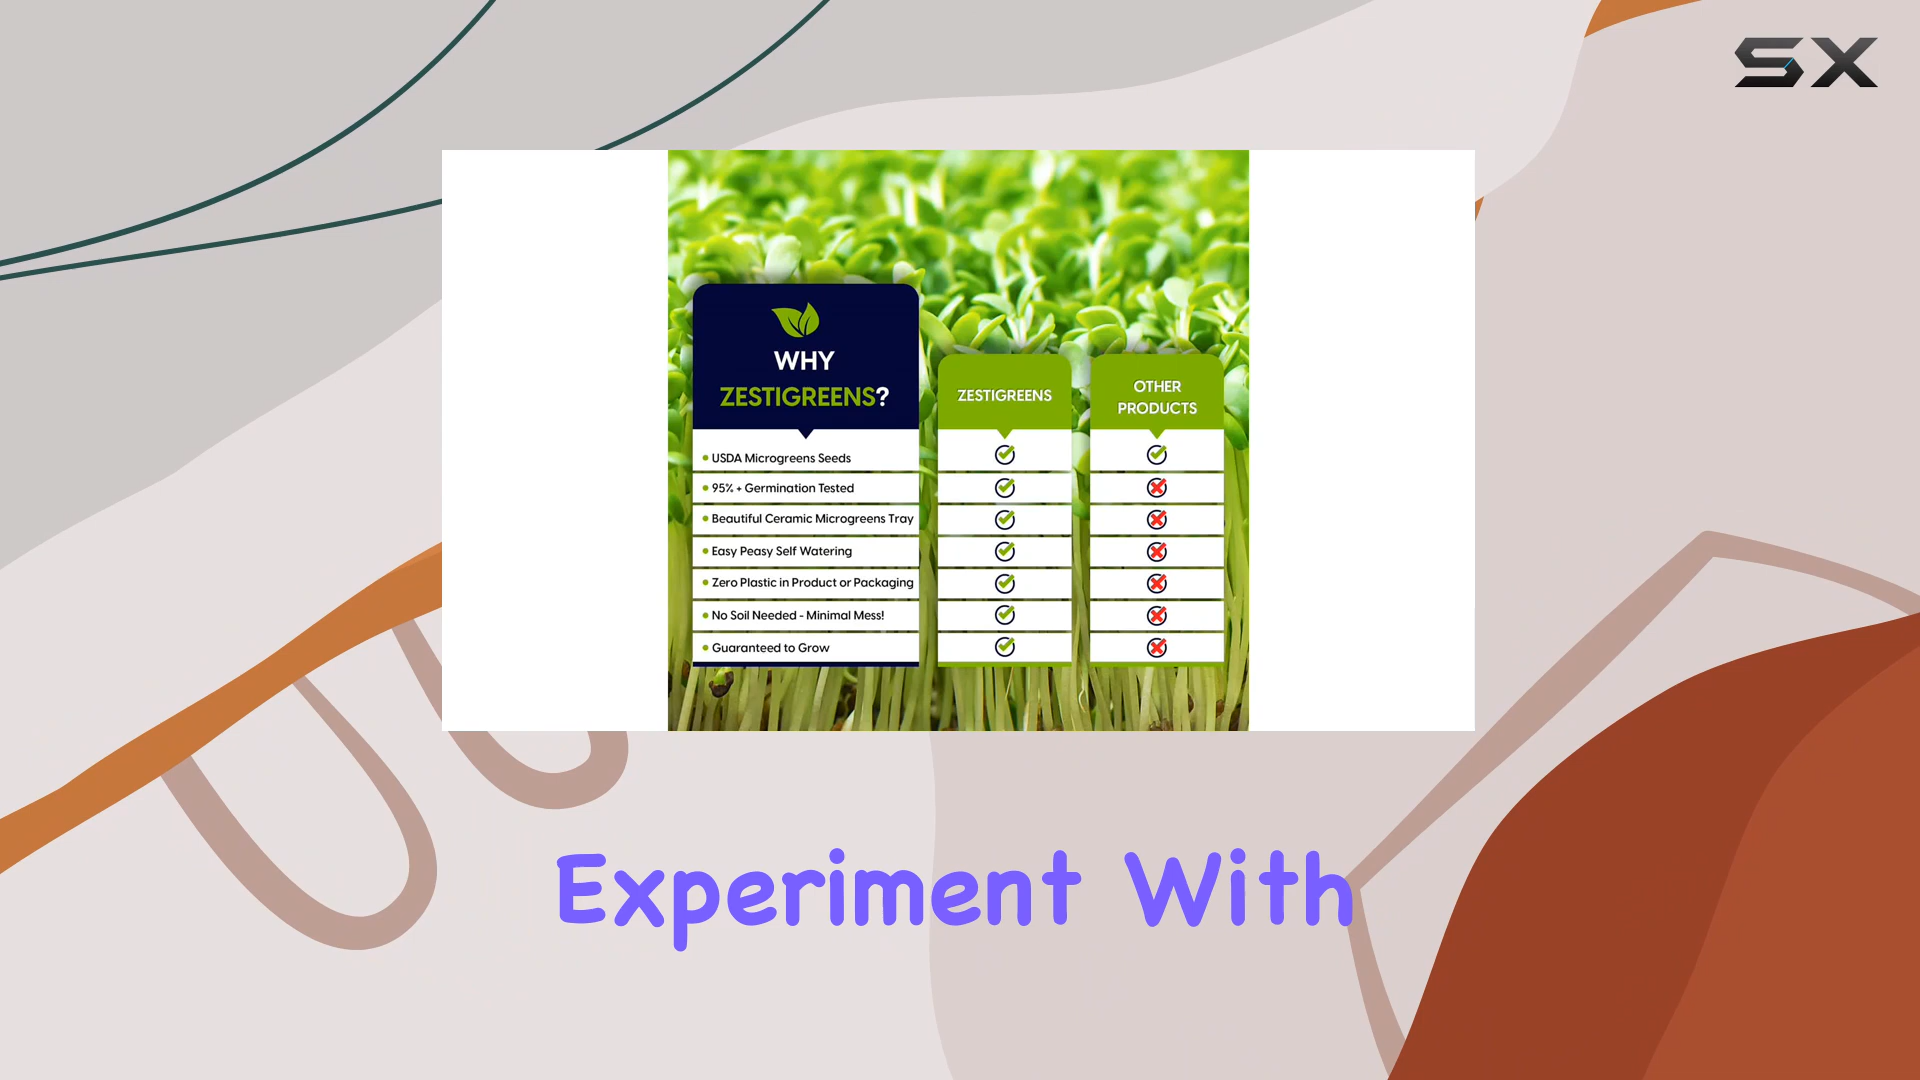 SX
WHY
ZESTIGREENS?
ZESTIGREENS
OTHER
PRODUCTS
USDA Microgreens Seeds
95% + Germination Tested
Beautiful Ceramic Microgreens Tray
Easy Peasy Self Watering
Zero Plastic in Product or Packaging
No Soil Needed - Minimal Mess!
Guaranteed to Grow
Experiment With